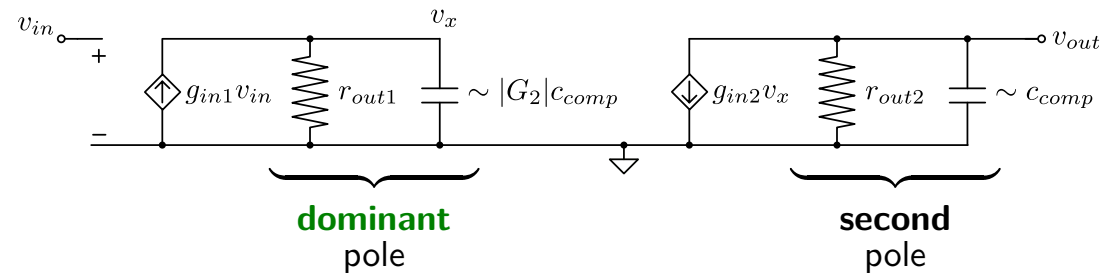 v_in
+
−
g_in1 v_in
r_out1
v_x
∼ |G_2|c_comp
g_in2 v_x
r_out2
∼ c_comp
v_out
dominant
pole
second
pole